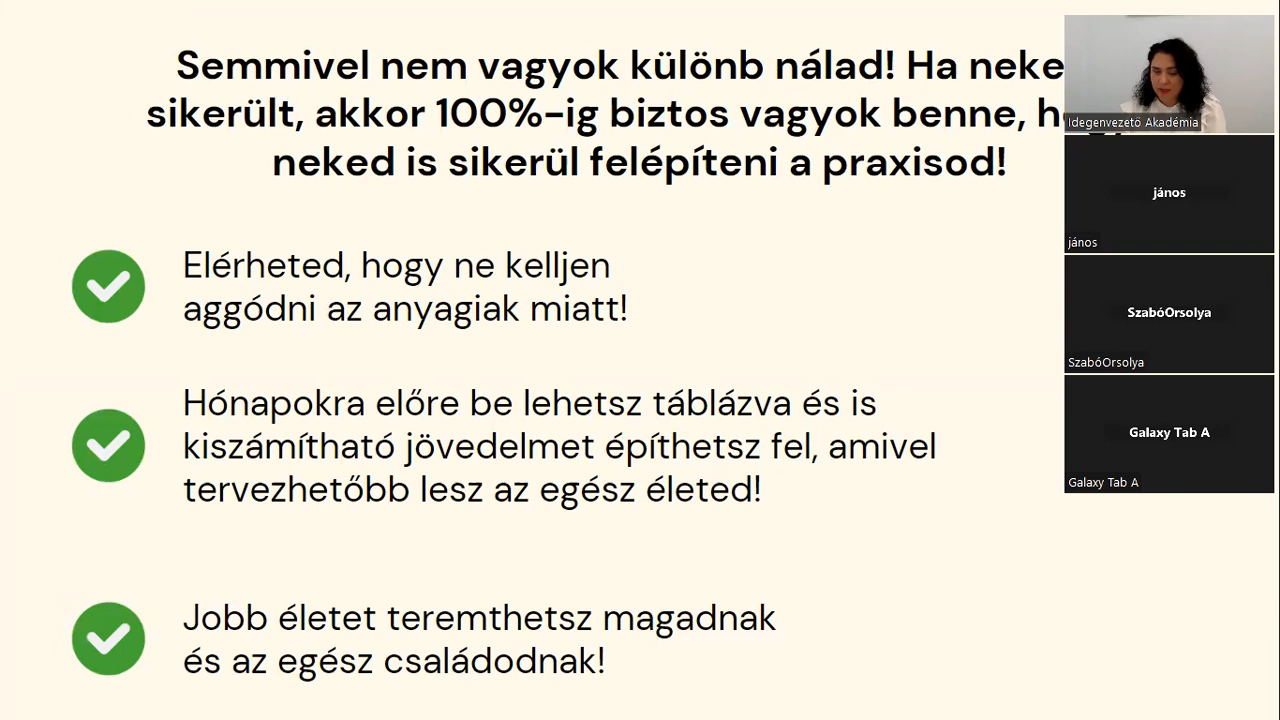 Semmivel nem vagyok különb nálad! Ha neke
sikerült, akkor 100%-ig biztos vagyok benne,
neked is sikerül felépíteni a praxisod!
Elérheted, hogy ne kelljen
aggódni az anyagiak miatt!
Hónapokra előre be lehetsz táblázva és is
kiszámítható jövedelmet építhetsz fel, amivel
tervezhetőbb lesz az egész életed!
Jobb életet teremthetsz magadnak
és az egész családodnak!
Idegenvezető Akadémia
jános
jános
SzabóOrsolya
SzabóOrsolya
Galaxy Tab A
Galaxy Tab A